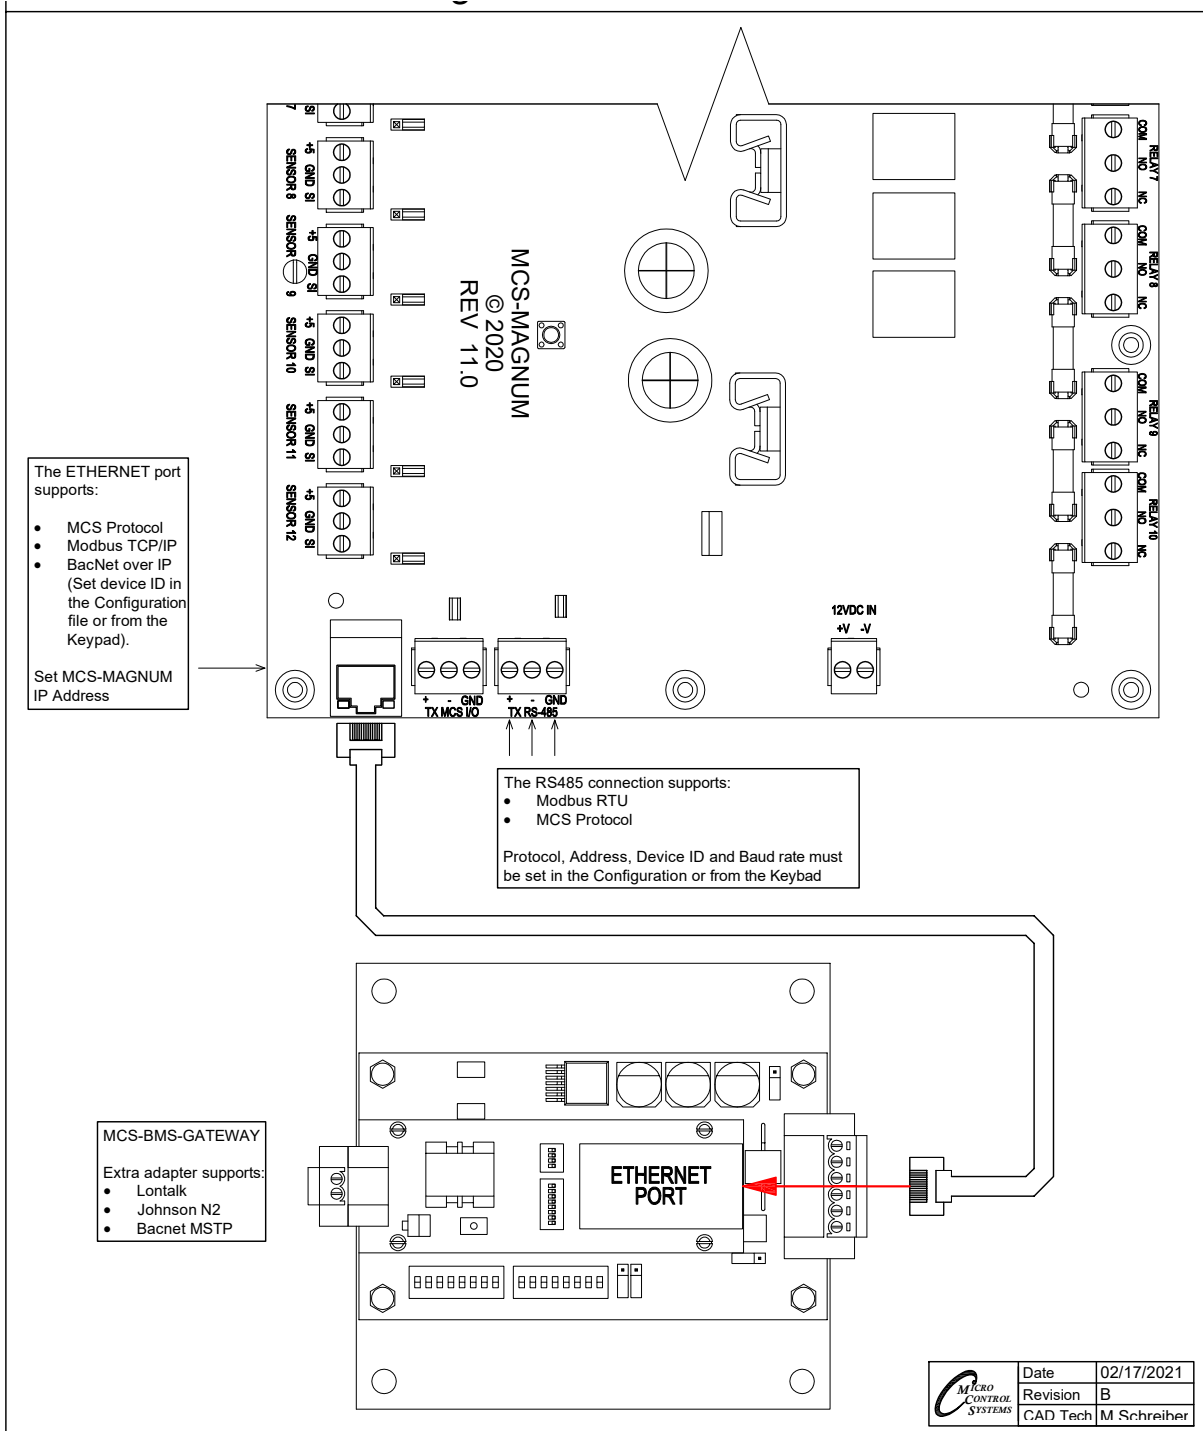 7 SI
+5 GND SI
SENSOR 8
+5 GND SI
SENSOR 9
+5 GND SI
SENSOR 10
+5 GND SI
SENSOR 11
+5 GND SI
SENSOR 12
MCS-MAGNUM
© 2020
REV 11.0
COM NO NC
RELAY 7
COM NO NC
RELAY 8
COM NO NC
RELAY 9
COM NO NC
RELAY 10
The ETHERNET port
supports:
• MCS Protocol
• Modbus TCP/IP
• BacNet over IP
(Set device ID in
the Configuration
file or from the
Keypad).
Set MCS-MAGNUM
IP Address
12VDC IN
+V -V
+ - GND
TX MCS I/O
+ - GND
TX RS-485
The RS485 connection supports:
• Modbus RTU
• MCS Protocol
Protocol, Address, Device ID and Baud rate must
be set in the Configuration or from the Keybad
MCS-BMS-GATEWAY
Extra adapter supports:
• Lontalk
• Johnson N2
• Bacnet MSTP
ETHERNET
PORT
MICRO
CONTROL
SYSTEMS
Date 02/17/2021
Revision B
CAD Tech M Schreiber